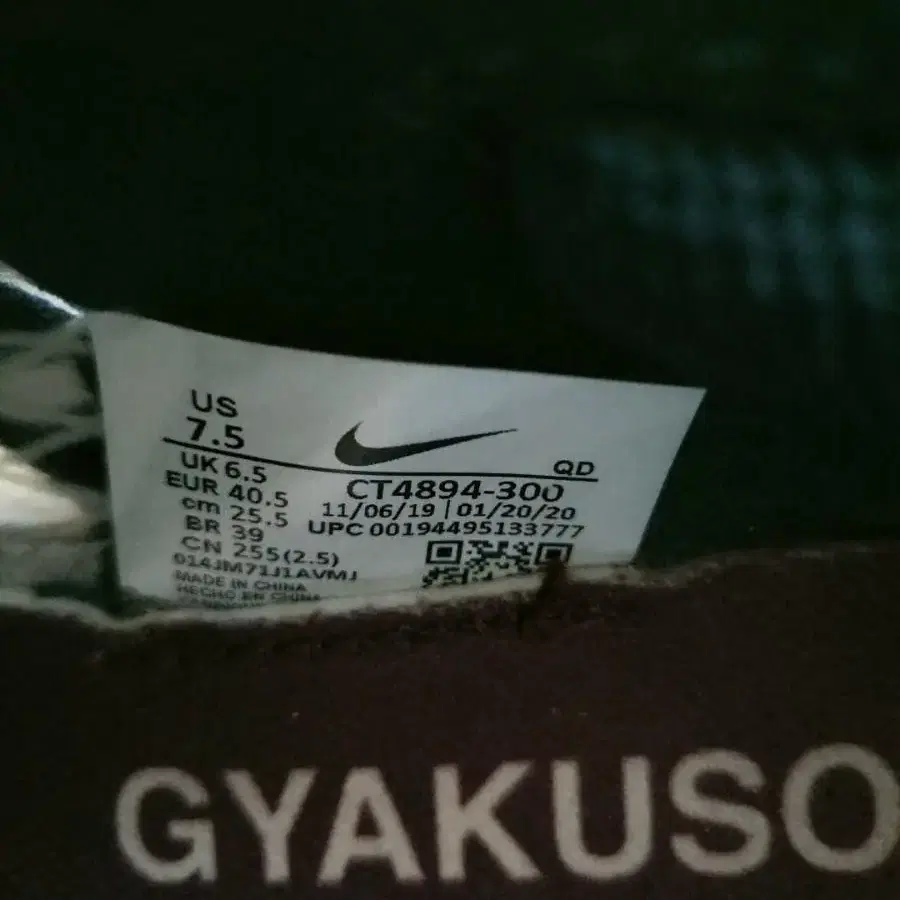 US
7.5
QD
UK 6.5
EUR 40.5
cm 25.5
BR 39
CN 255(2.5)
CT4894-300
11/06/19 | 01/20/20
UPC 00194495133777
014JM71J1AVMJ
MADE IN CHINA
HECHO EN CHINA
GYAKUSO